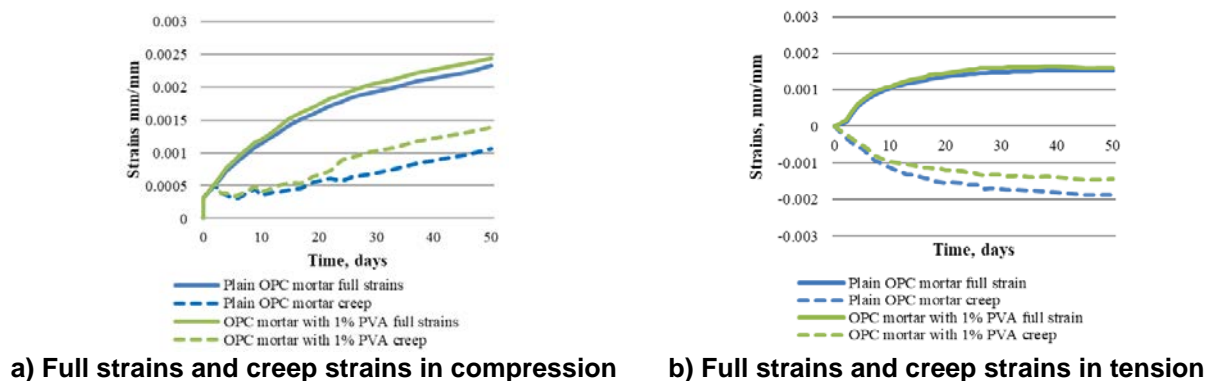 0.003
0.0025
0.002
0.0015
0.001
0.0005
0
Strains mm/mm
0 10 20 30 40 50
Time, days
Plain OPC mortar full strains
Plain OPC mortar creep
OPC mortar with 1% PVA full strains
OPC mortar with 1% PVA creep
a) Full strains and creep strains in compression
0.003
0.002
0.001
0
-0.001
-0.002
-0.003
Strains, mm/mm
0 10 20 30 40 50
Time, days
Plain OPC mortar full strain
Plain OPC mortar creep
OPC mortar with 1% PVA full strain
OPC mortar with 1% PVA creep
b) Full strains and creep strains in tension